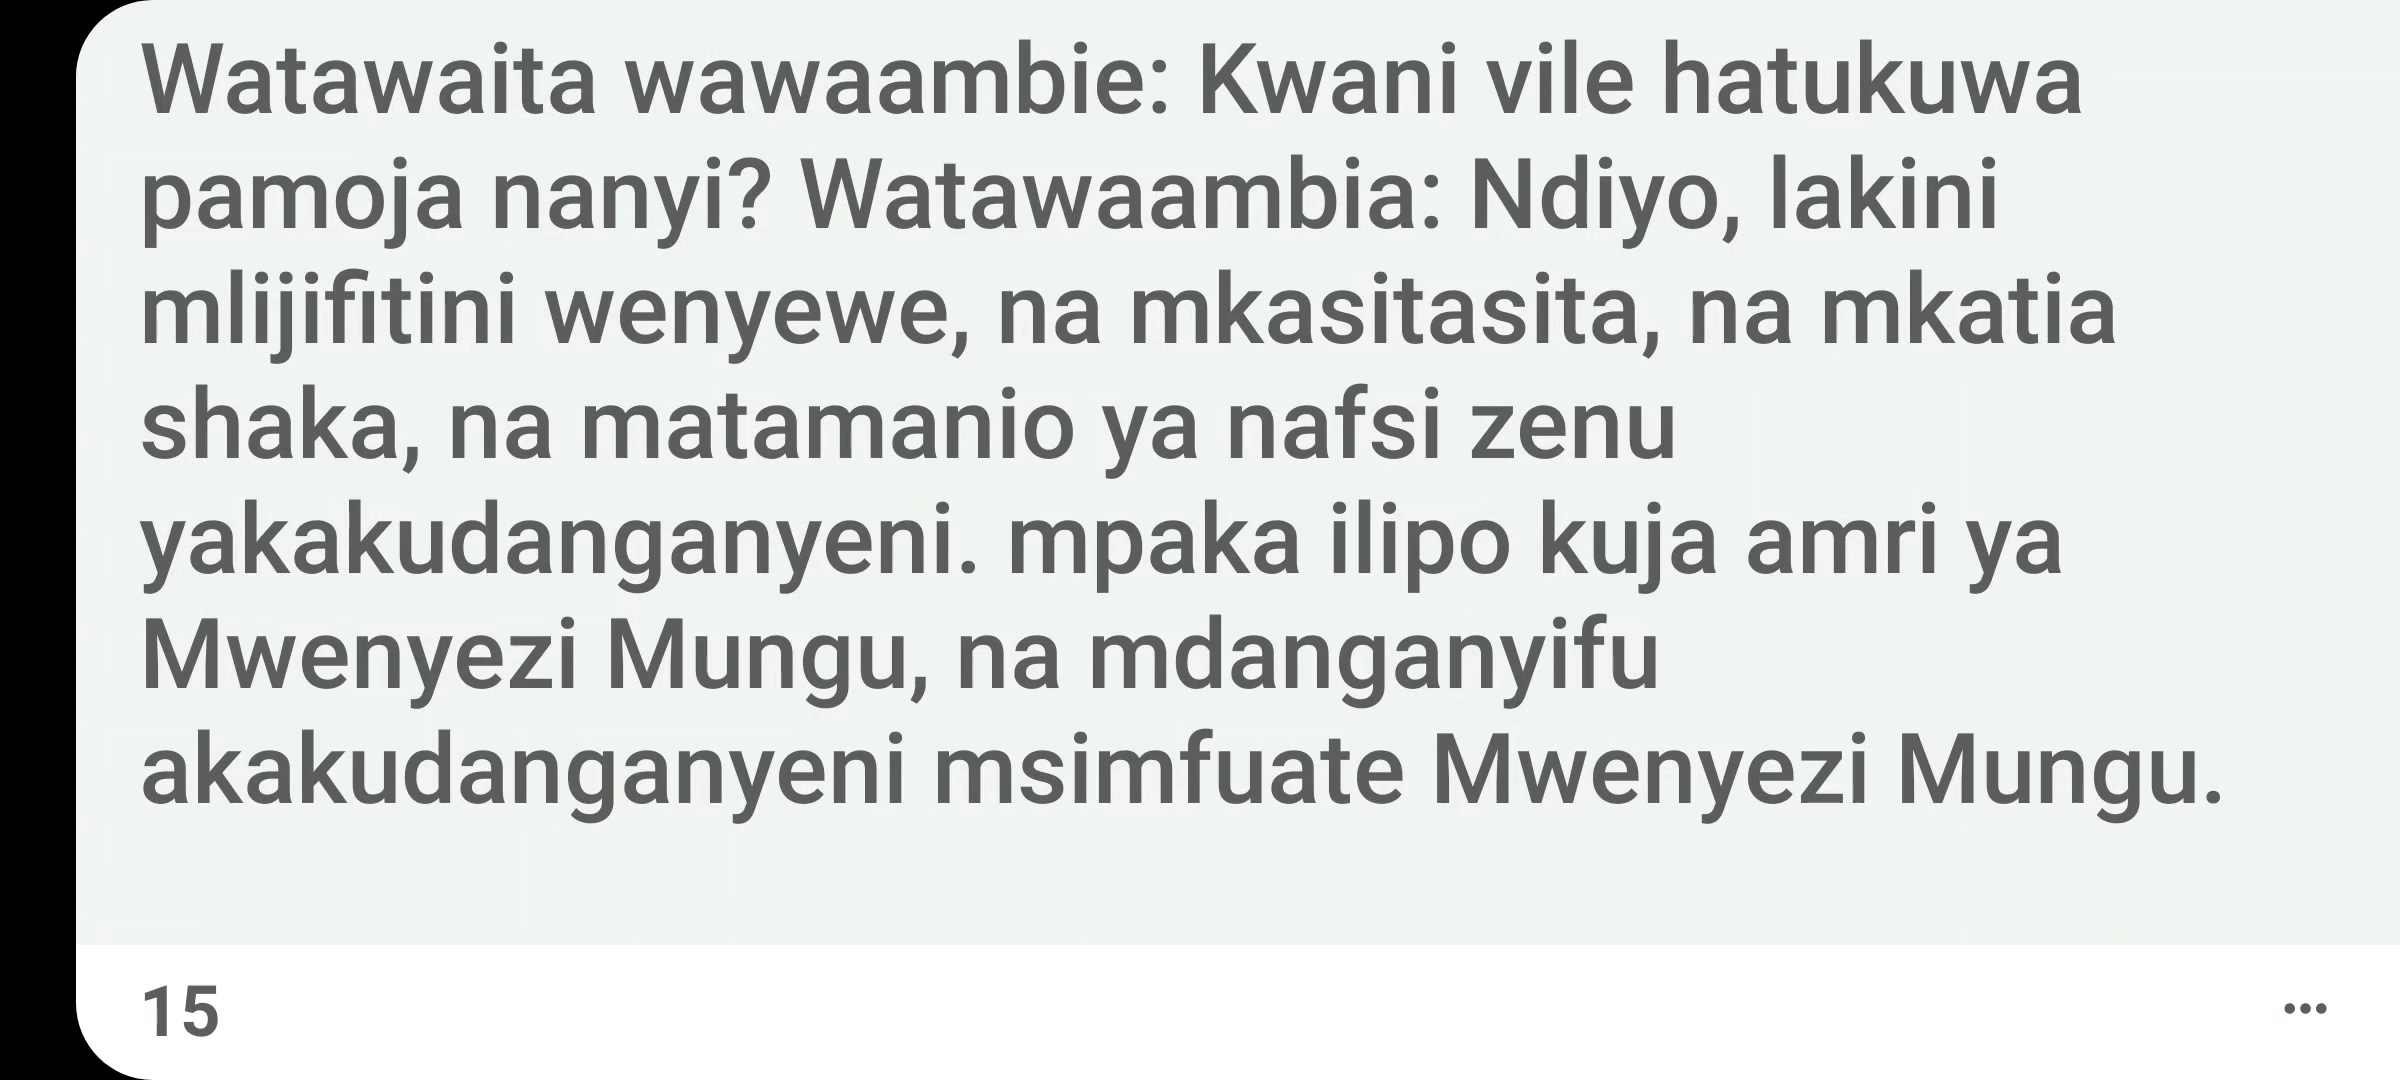 Watawaita wawaambie: Kwani vile hatukuwa
pamoja nanyi? Watawaambia: Ndiyo, lakini
mlijifitini wenyewe, na mkasitasita, na mkatia
shaka, na matamanio ya nafsi zenu
yakakudanganyeni. mpaka ilipo kuja amri ya
Mwenyezi Mungu, na mdanganyifu
akakudanganyeni msimfuate Mwenyezi Mungu.
15